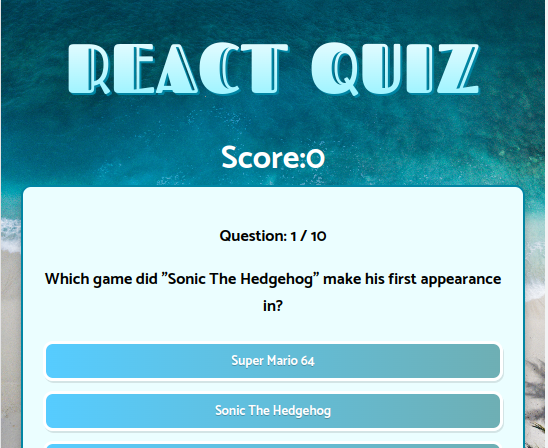 REACT QUIZ
Score:0
Question: 1 / 10
Which game did "Sonic The Hedgehog" make his first appearance
in?
Super Mario 64
Sonic The Hedgehog